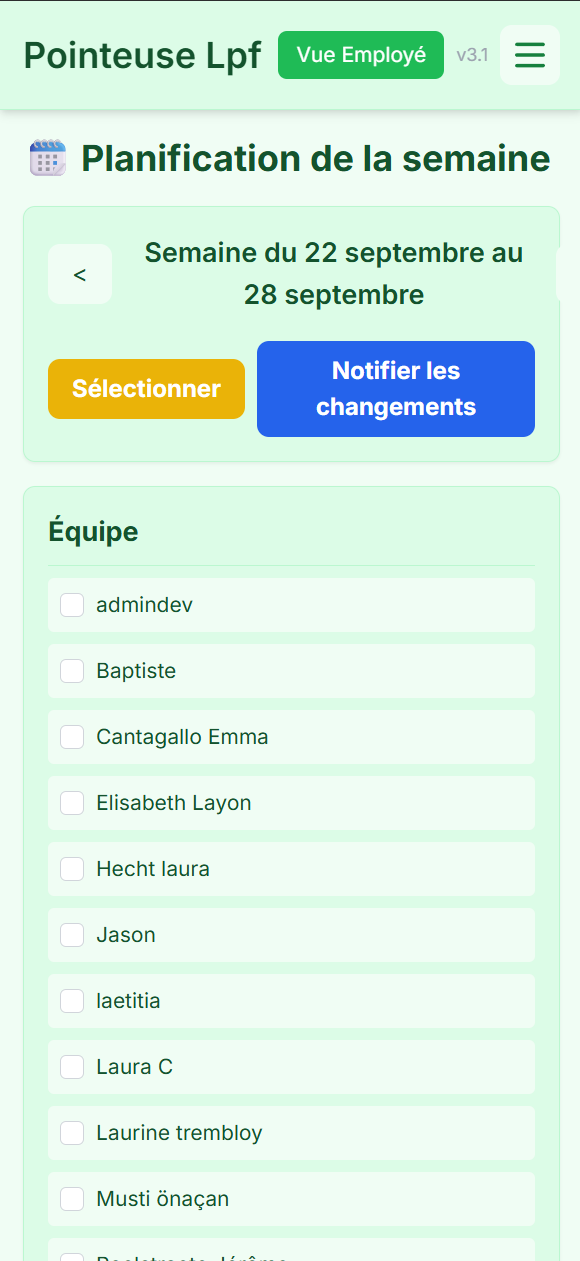 Pointeuse Lpf
Vue Employé
v3.1
Planification de la semaine
<
Semaine du 22 septembre au
28 septembre
Sélectionner
Notifier les
changements
Équipe
admindev
Baptiste
Cantagallo Emma
Elisabeth Layon
Hecht laura
Jason
laetitia
Laura C
Laurine trembloy
Musti önaçan